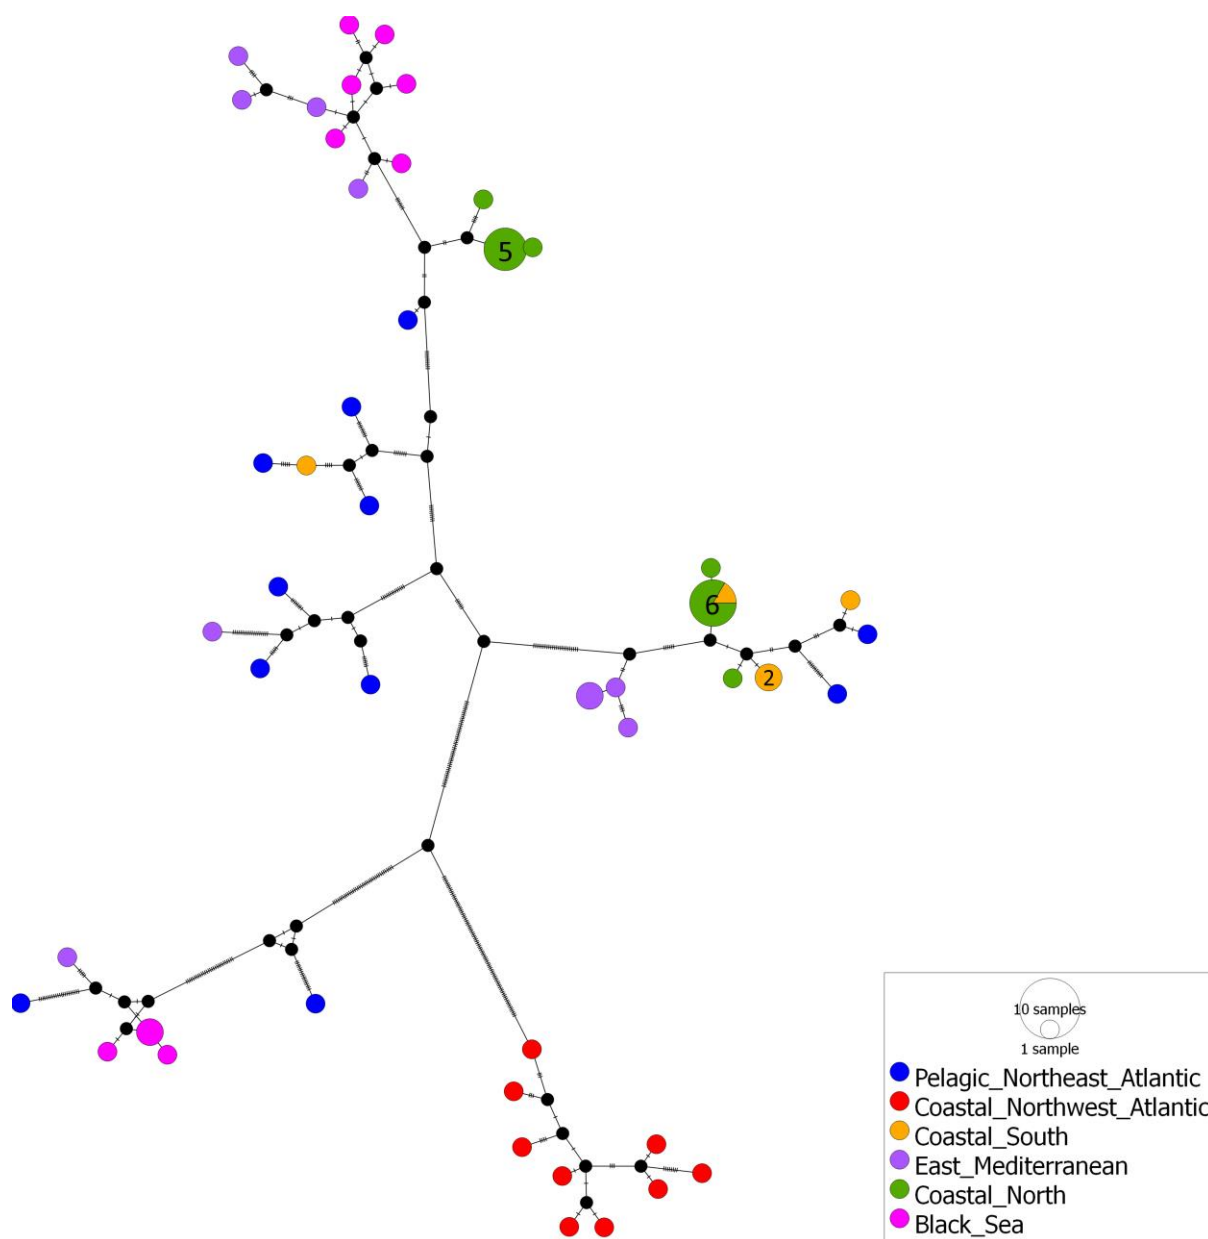 5
6
2
10 samples
1 sample
Pelagic_Northeast_Atlantic
Coastal_Northwest_Atlantic
Coastal_South
East_Mediterranean
Coastal_North
Black_Sea